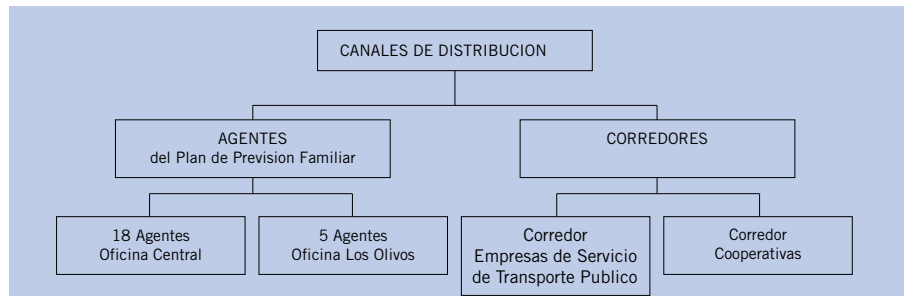 CANALES DE DISTRIBUCION
AGENTES
del Plan de Prevision Familiar
CORREDORES
18 Agentes
Oficina Central
5 Agentes
Oficina Los Olivos
Corredor
Empresas de Servicio
de Transporte Publico
Corredor
Cooperativas